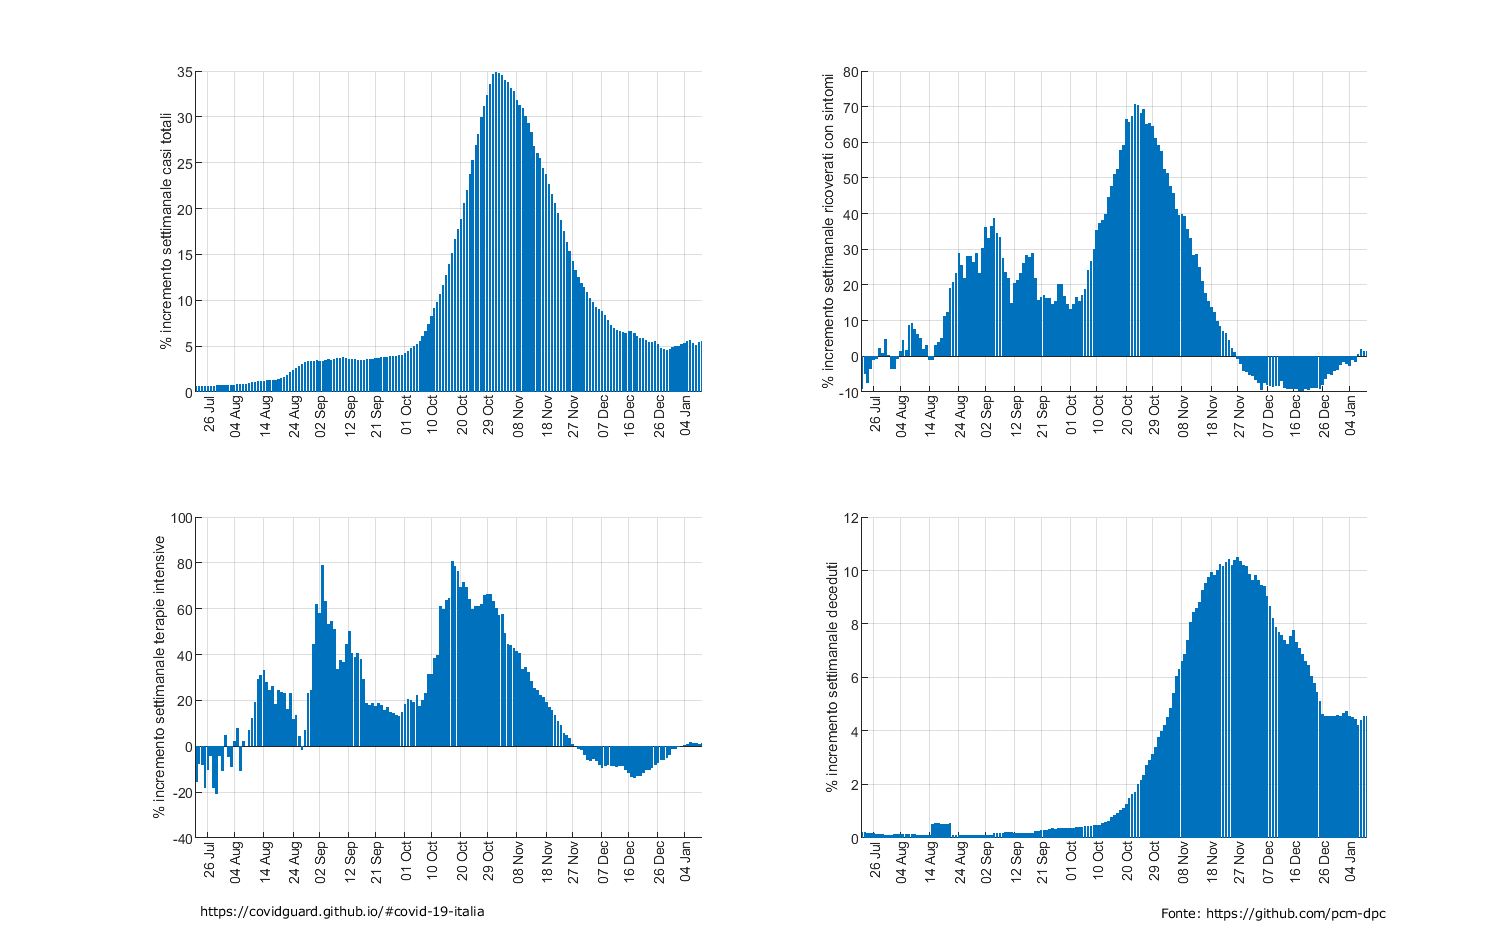 % incremento settimanale casi totali
35
30
25
20
15
10
5
0
26 Jul
04 Aug
14 Aug
24 Aug
02 Sep
12 Sep
21 Sep
01 Oct
10 Oct
20 Oct
29 Oct
08 Nov
18 Nov
27 Nov
07 Dec
16 Dec
26 Dec
04 Jan
% incremento settimanale ricoverati con sintomi
80
70
60
50
40
30
20
10
0
-10
26 Jul
04 Aug
14 Aug
24 Aug
02 Sep
12 Sep
21 Sep
01 Oct
10 Oct
20 Oct
29 Oct
08 Nov
18 Nov
27 Nov
07 Dec
16 Dec
26 Dec
04 Jan
% incremento settimanale terapie intensive
100
80
60
40
20
0
-20
-40
26 Jul
04 Aug
14 Aug
24 Aug
02 Sep
12 Sep
21 Sep
01 Oct
10 Oct
20 Oct
29 Oct
08 Nov
18 Nov
27 Nov
07 Dec
16 Dec
26 Dec
04 Jan
% incremento settimanale deceduti
12
10
8
6
4
2
0
26 Jul
04 Aug
14 Aug
24 Aug
02 Sep
12 Sep
21 Sep
01 Oct
10 Oct
20 Oct
29 Oct
08 Nov
18 Nov
27 Nov
07 Dec
16 Dec
26 Dec
04 Jan
https://covidguard.github.io/#covid-19-italia
Fonte: https://github.com/pcm-dpc